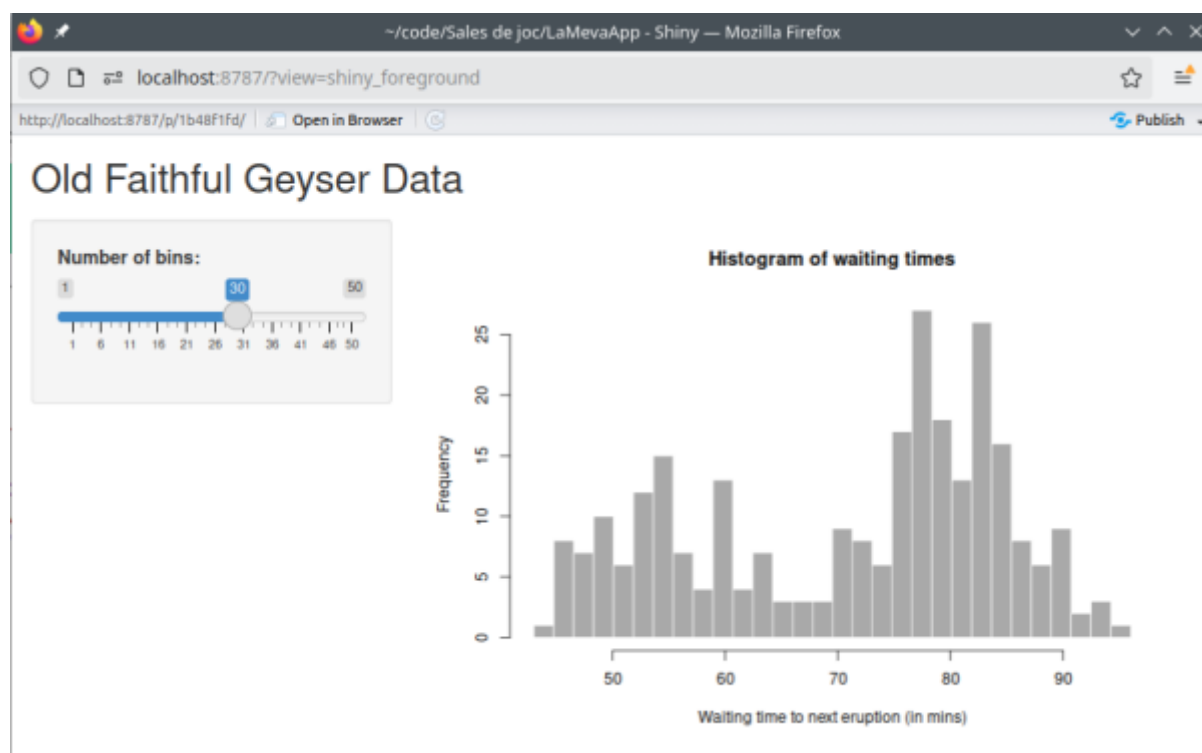 ~/code/Sales de joc/LaMevaApp - Shiny — Mozilla Firefox
localhost:8787/?view=shiny_foreground
http://localhost:8787/p/1b48f1fd/ Open in Browser Publish
Old Faithful Geyser Data
Number of bins:
1 30 50
1 6 11 16 21 26 31 36 41 46 50
Histogram of waiting times
Frequency
25
20
15
10
5
0
50 60 70 80 90
Waiting time to next eruption (in mins)